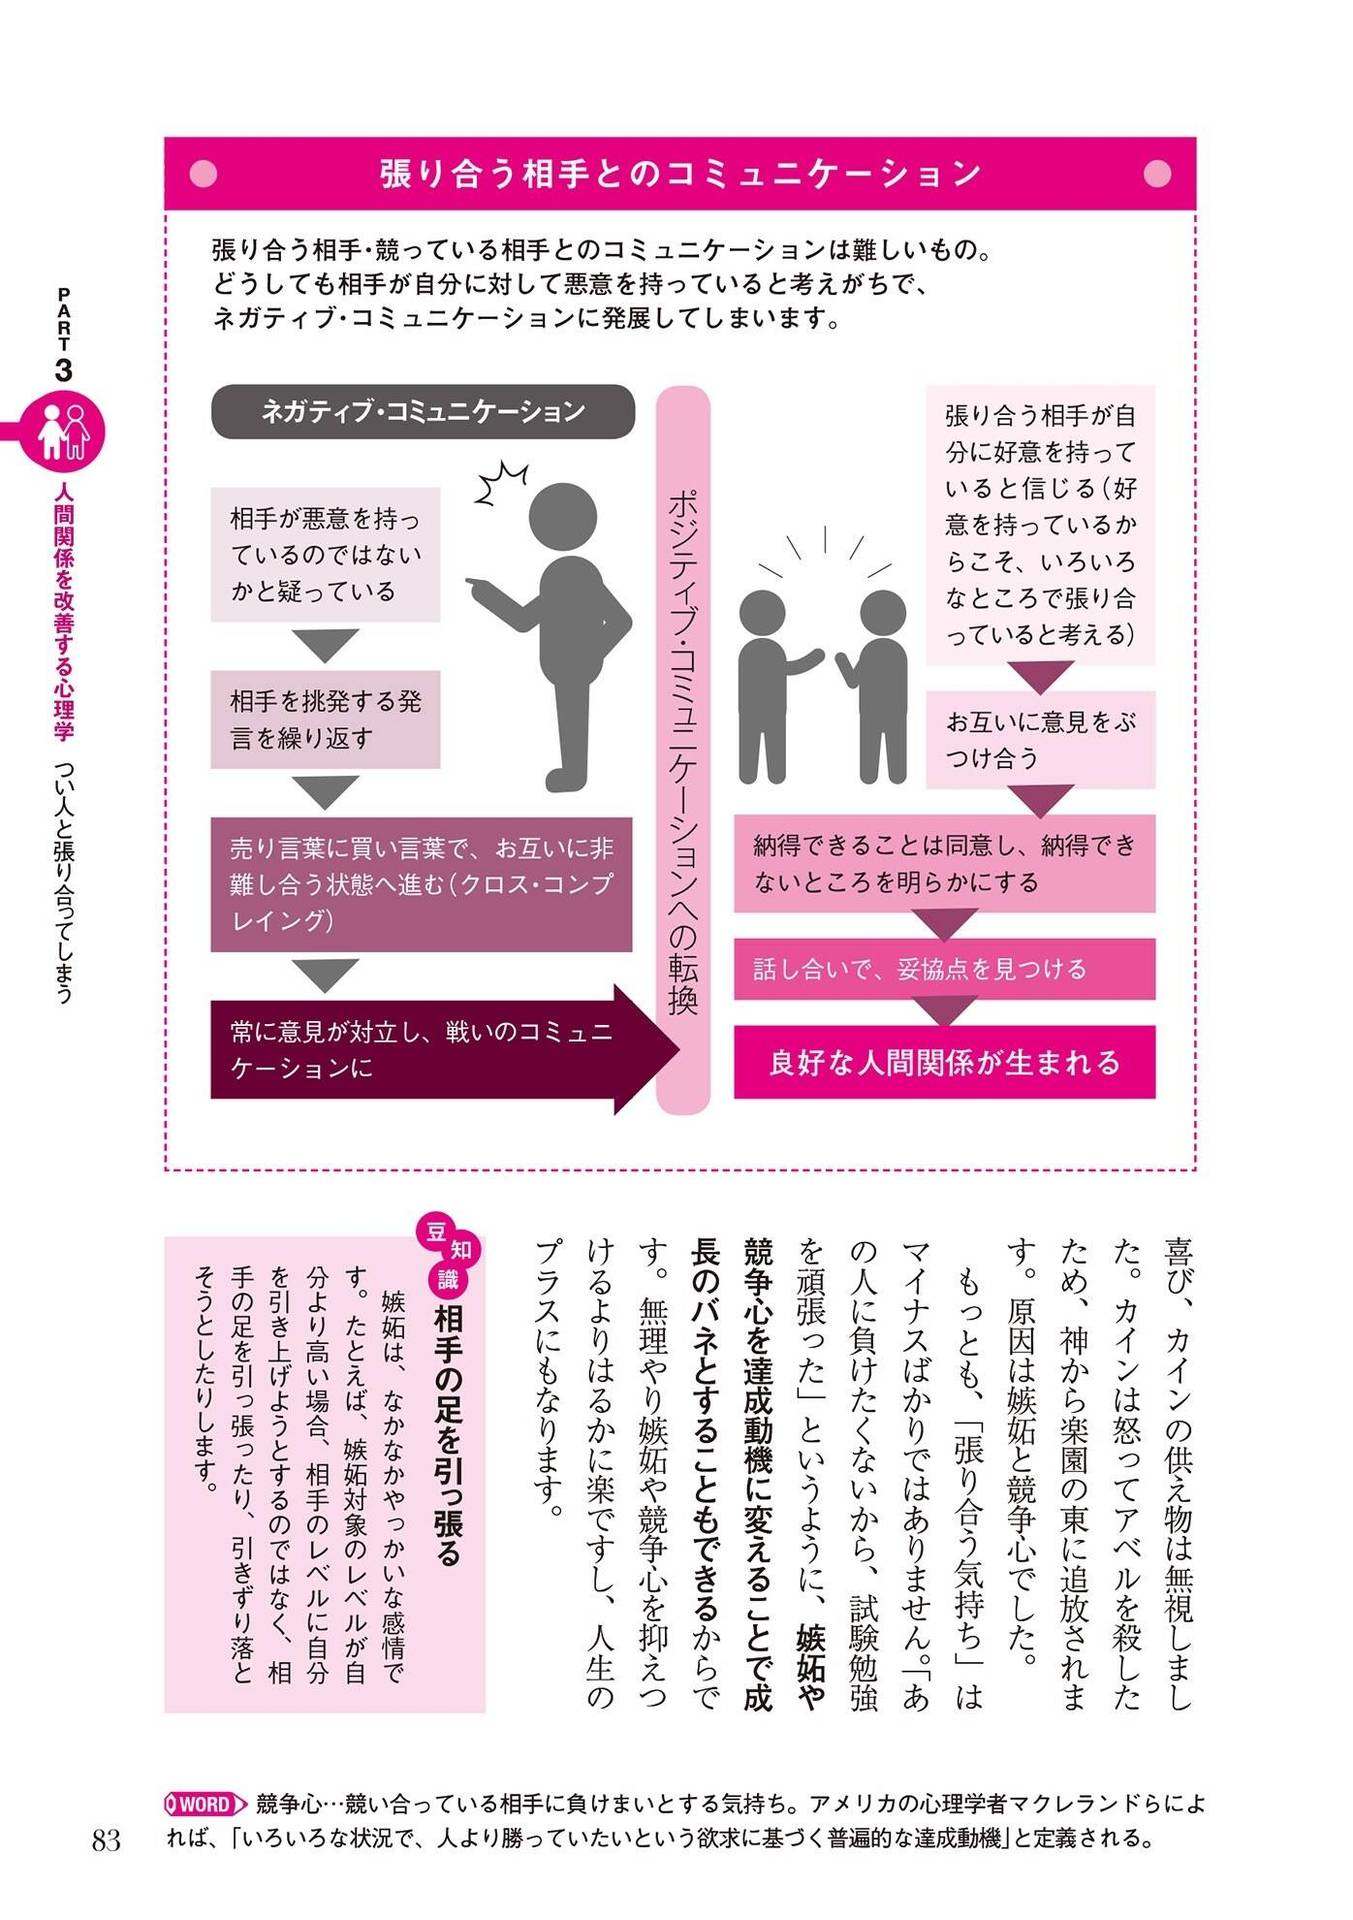 張り合う相手とのコミュニケーション
張り合う相手・競っている相手とのコミュニケーションは難しいもの。
どうしても相手が自分に対して悪意を持っていると考えがちで、
ネガティブ・コミュニケーションに発展してしまいます。
ネガティブ・コミュニケーション
相手が悪意を持っ
ているのではない
かと疑っている
相手を挑発する発
言を繰り返す
売り言葉に買い言葉で、お互いに非
難し合う状態へ進む（クロス・コンプ
レイング）
常に意見が対立し、戦いのコミュニ
ケーションに
ポジティブ・コミュニケーションへの転換
張り合う相手が自
分に好意を持って
いると信じる（好
意を持っているか
らこそ、いろいろ
なところで張り合
っていると考える）
お互いに意見をぶ
つけ合う
納得できることは同意し、納得でき
ないところを明らかにする
話し合いで、妥協点を見つける
良好な人間関係が生まれる
PART 3
人間関係を改善する心理学 つい人と張り合ってしまう
喜び、カインの供え物は無視しまし
た。カインは怒ってアベルを殺した
ため、神から楽園の東に追放されま
す。原因は嫉妬と競争心でした。
もっとも、「張り合う気持ち」は
マイナスばかりではありません。「あ
の人に負けたくないから、試験勉強
を頑張った」というように、嫉妬や
競争心を達成動機に変えることで成
長のバネとすることもできるからで
す。無理やり嫉妬や競争心を抑えつ
けるよりはるかに楽ですし、人生の
プラスにもなります。
豆知識
相手の足を引っ張る
嫉妬は、なかなかやっかいな感情で
す。たとえば、嫉妬対象のレベルが自
分より高い場合、相手のレベルに自分
を引き上げようとするのではなく、相
手の足を引っ張ったり、引きずり落と
そうとしたりします。
WORD 競争心…競い合っている相手に負けまいとする気持ち。アメリカの心理学者マクレランドらによ
れば、「いろいろな状況で、人より勝っていたいという欲求に基づく普遍的な達成動機」と定義される。
83